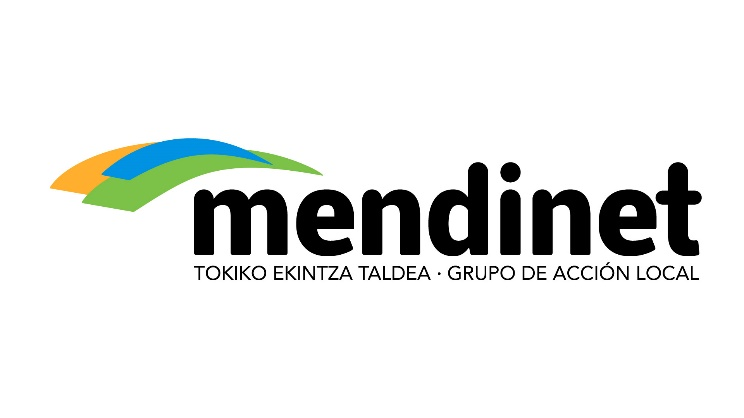 mendinet
TOKIKO EKINTZA TALDEA · GRUPO DE ACCIÓN LOCAL